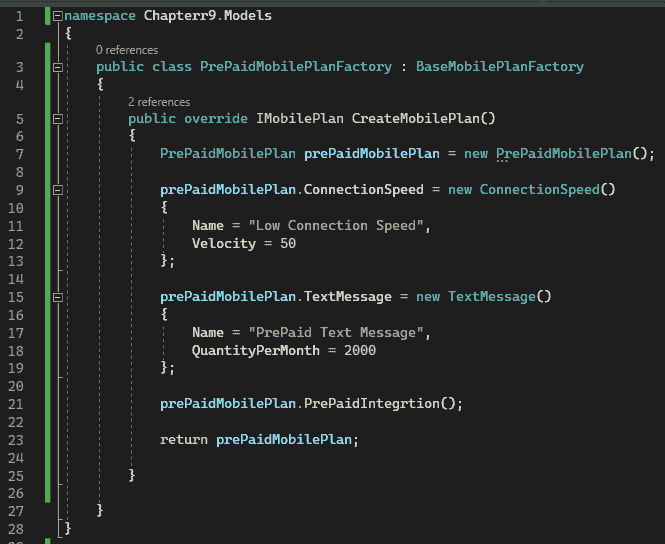 1 namespace Chapterr9.Models
2 {
0 references
3 public class PrePaidMobilePlanFactory : BaseMobilePlanFactory
4 {
2 references
5 public override IMobilePlan CreateMobilePlan()
6 {
7 PrePaidMobilePlan prePaidMobilePlan = new PrePaidMobilePlan();
8
9 prePaidMobilePlan.ConnectionSpeed = new ConnectionSpeed()
10 {
11 Name = "Low Connection Speed",
12 Velocity = 50
13 };
14
15 prePaidMobilePlan.TextMessage = new TextMessage()
16 {
17 Name = "PrePaid Text Message",
18 QuantityPerMonth = 2000
19 };
20
21 prePaidMobilePlan.PrePaidIntegrtion();
22
23 return prePaidMobilePlan;
24
25 }
26
27 }
28 }